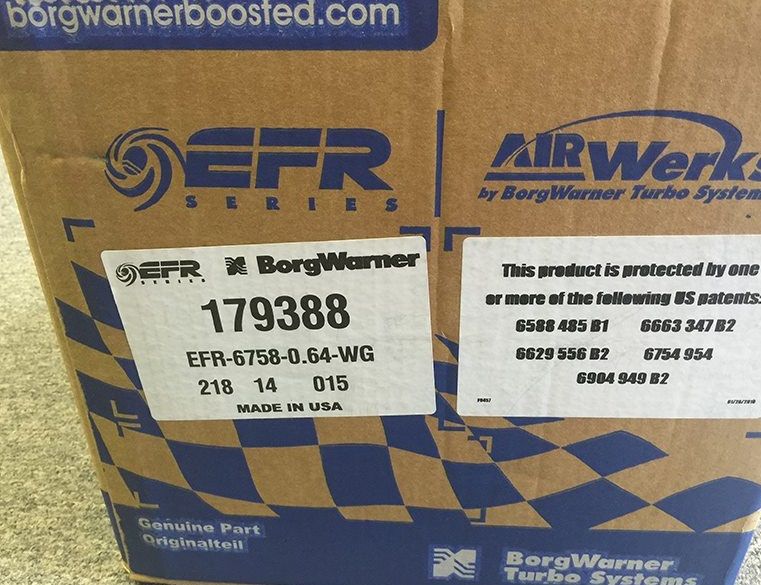 borgwarnerboosted.com
EFR
SERIES
AIRWerks
by BorgWarner Turbo Systems
EFR
SERIES
BorgWarner
179388
EFR-6758-0.64-WG
218 14 015
MADE IN USA
This product is protected by one
or more of the following US patents:
6588 485 B1 6663 347 B2
6629 556 B2 6754 954
6904 949 B2
Genuine Part
Originalteil
BorgWarner
Turbo Systems